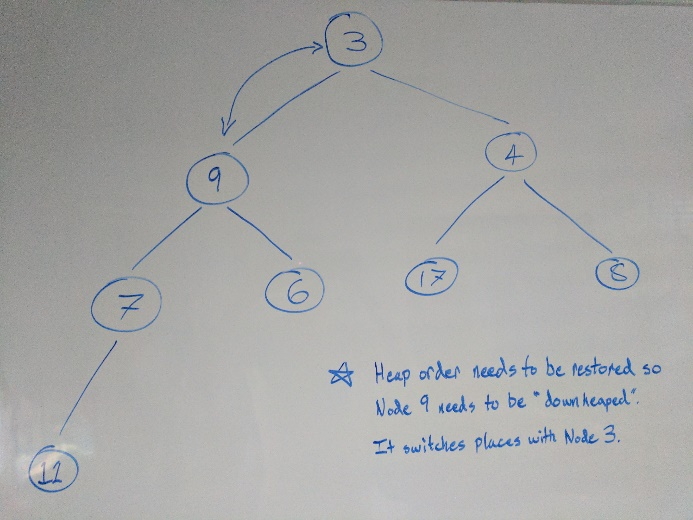 3
9
4
7
6
17
8
11
☆ Heap order needs to be restored so
Node 9 needs to be "downheaped".
It switches places with Node 3.